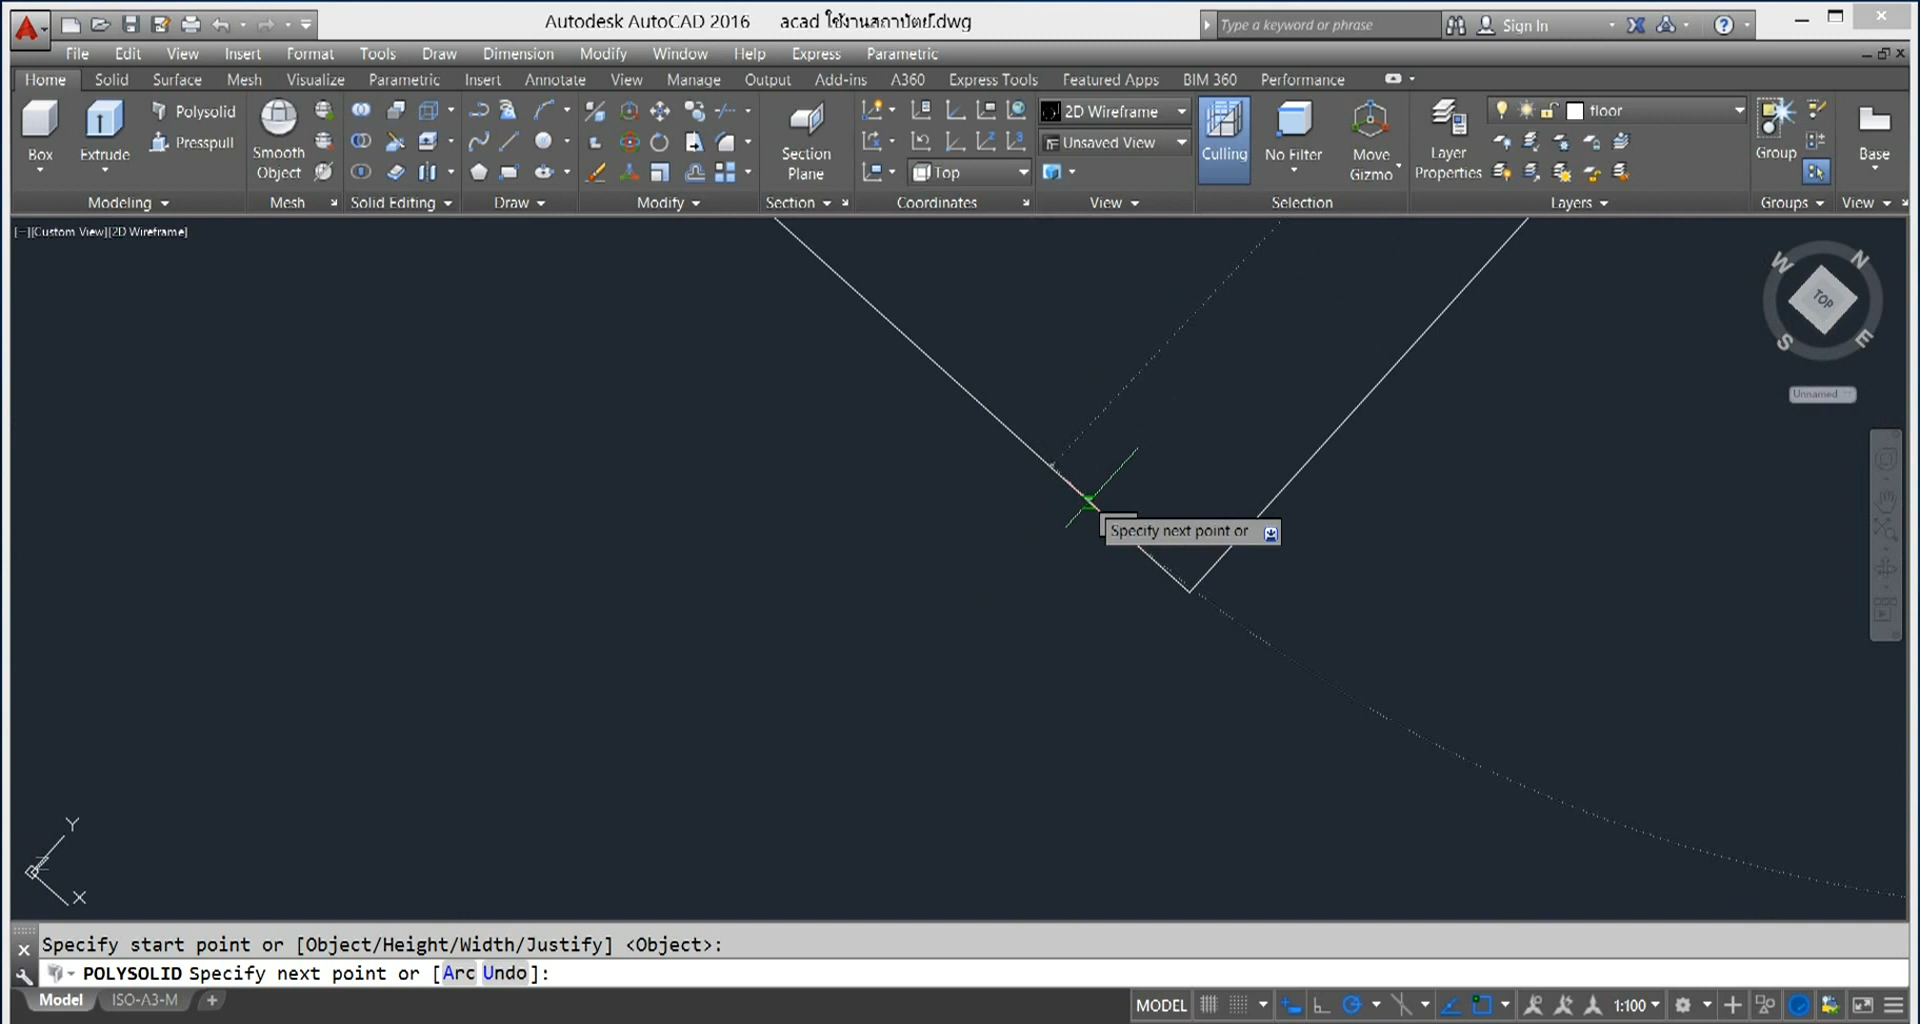 Autodesk AutoCAD 2016 acad ใช้งานสถาปัตย์.dwg
Type a keyword or phrase
Sign In
File Edit View Insert Format Tools Draw Dimension Modify Window Help Express Parametric
Home Solid Surface Mesh Visualize Parametric Insert Annotate View Manage Output Add-ins A360 Express Tools Featured Apps BIM 360 Performance
Box
Extrude
Polysolid
Presspull
Smooth
Object
Section
Plane
Top
2D Wireframe
Unsaved View
Culling
No Filter
Move
Gizmo
Layer
Properties
floor
Group
Base
Modeling Mesh Solid Editing Draw Modify Section Coordinates View Selection Layers Groups View
[−][Custom View][2D Wireframe]
W N
TOP
S E
Unnamed
Specify next point or
Y
Z
X
Specify start point or [Object/Height/Width/Justify] <Object>:
POLYSOLID Specify next point or [Arc Undo]:
Model ISO-A3-M +
MODEL 1:100